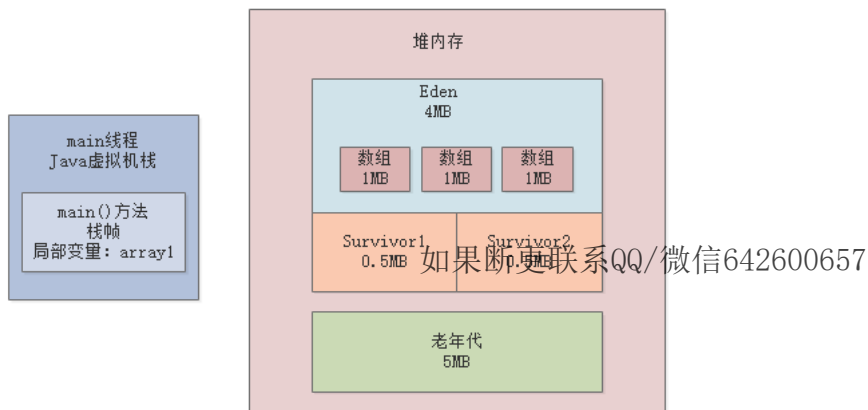 堆内存
Eden
4MB
数组 数组 数组
1MB 1MB 1MB
main线程
Java虚拟机栈
main()方法
栈帧
局部变量：array1
Survivor1 Survivor2
0.5MB 0.5MB
如果断更联系QQ/微信642600657
老年代
5MB